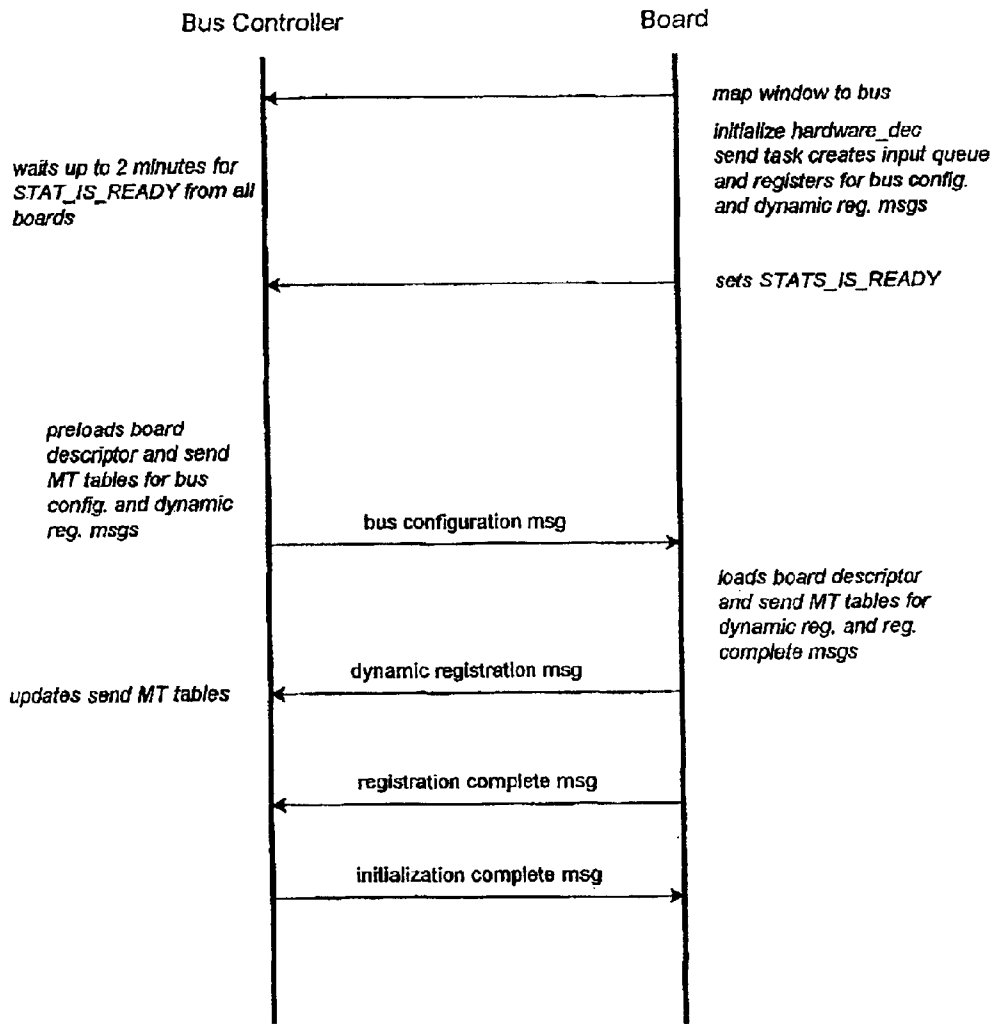 Bus Controller
Board
map window to bus
initialize hardware_dec
send task creates input queue
and registers for bus config.
and dynamic reg. msgs
waits up to 2 minutes for
STAT_IS_READY from all
boards
sets STATS_IS_READY
preloads board
descriptor and send
MT tables for bus
config. and dynamic
reg. msgs
bus configuration msg
loads board descriptor
and send MT tables for
dynamic reg, and reg.
complete msgs
dynamic registration msg
updates send MT tables
registration complete msg
initialization complete msg